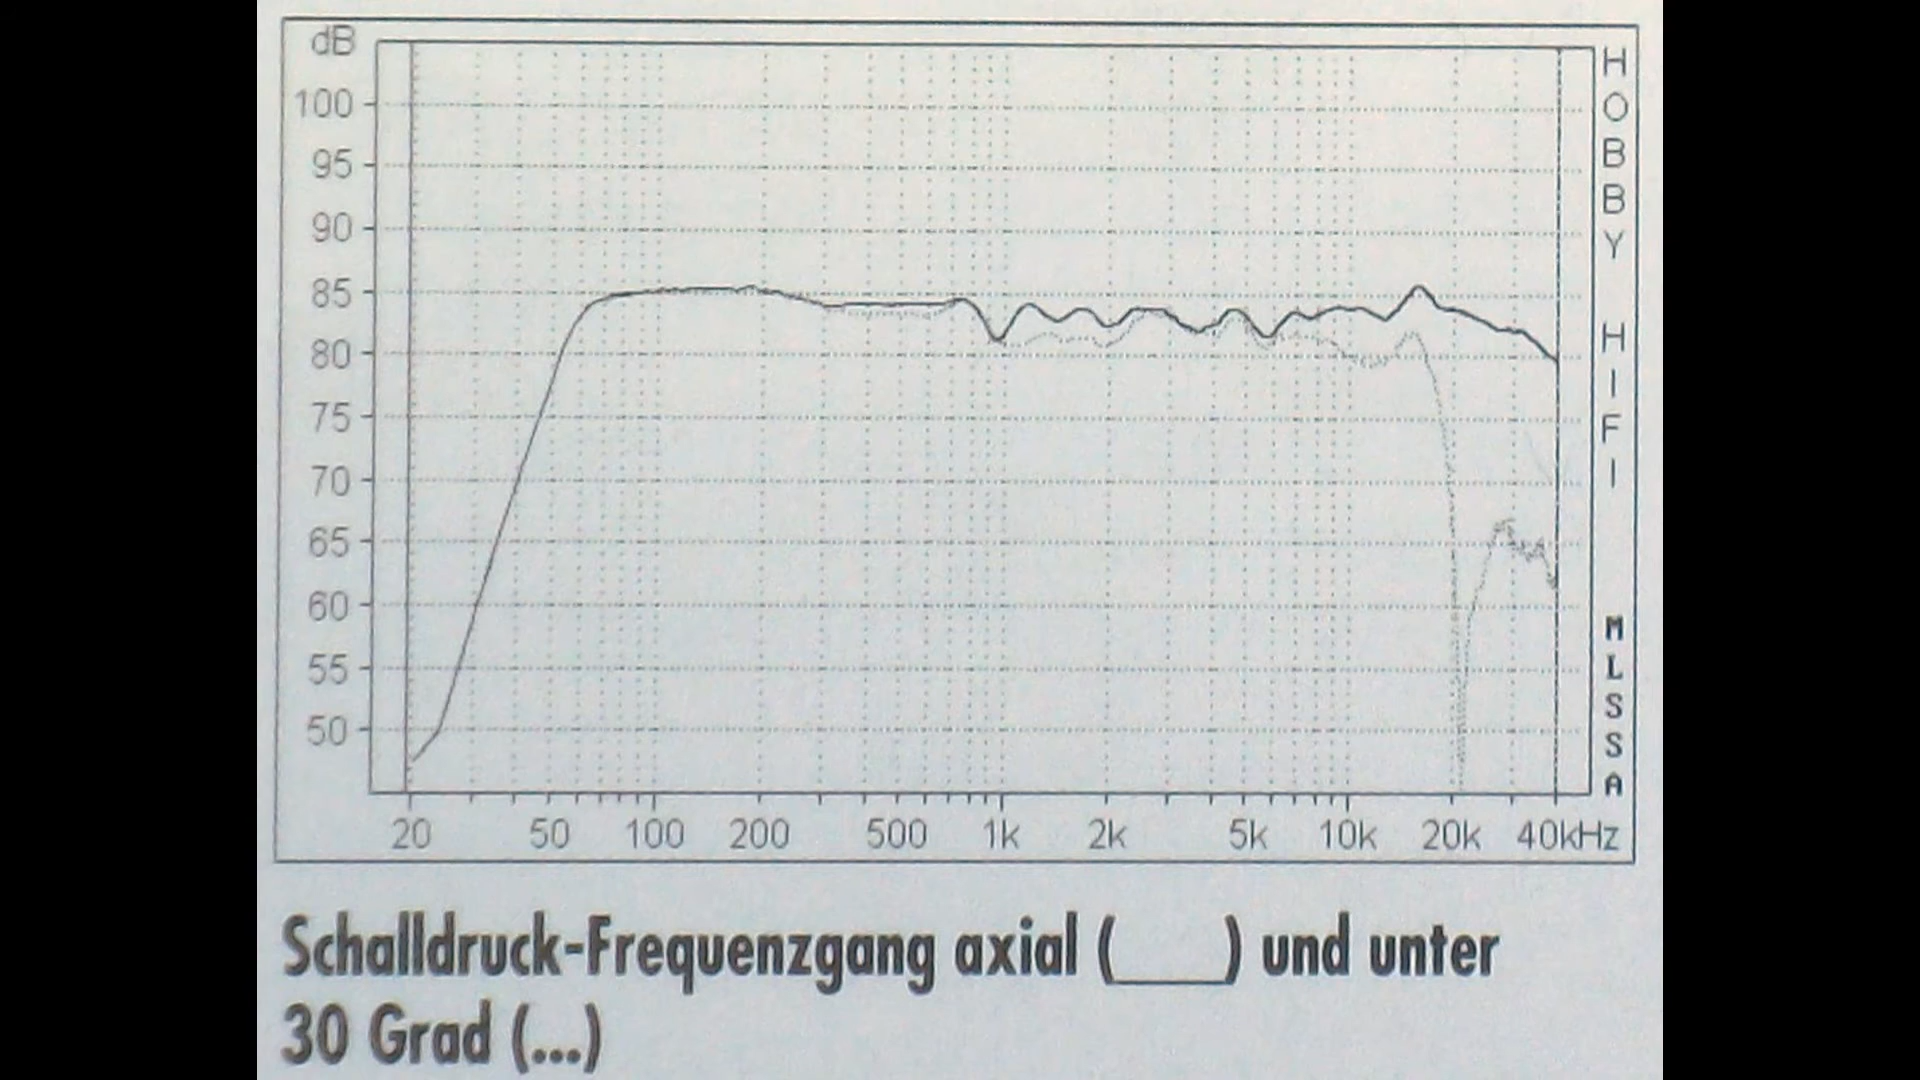 dB
100
95
90
85
80
75
70
65
60
55
50
20 50 100 200 500 1k 2k 5k 10k 20k 40kHz
HOBBY HIFI
MLSSA
Schalldruck-Frequenzgang axial (___) und unter
30 Grad (...)